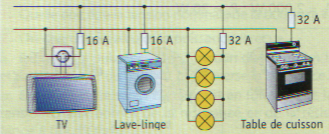 32 A
16 A
16 A
32 A
TV
Lave-linge
Table de cuisson